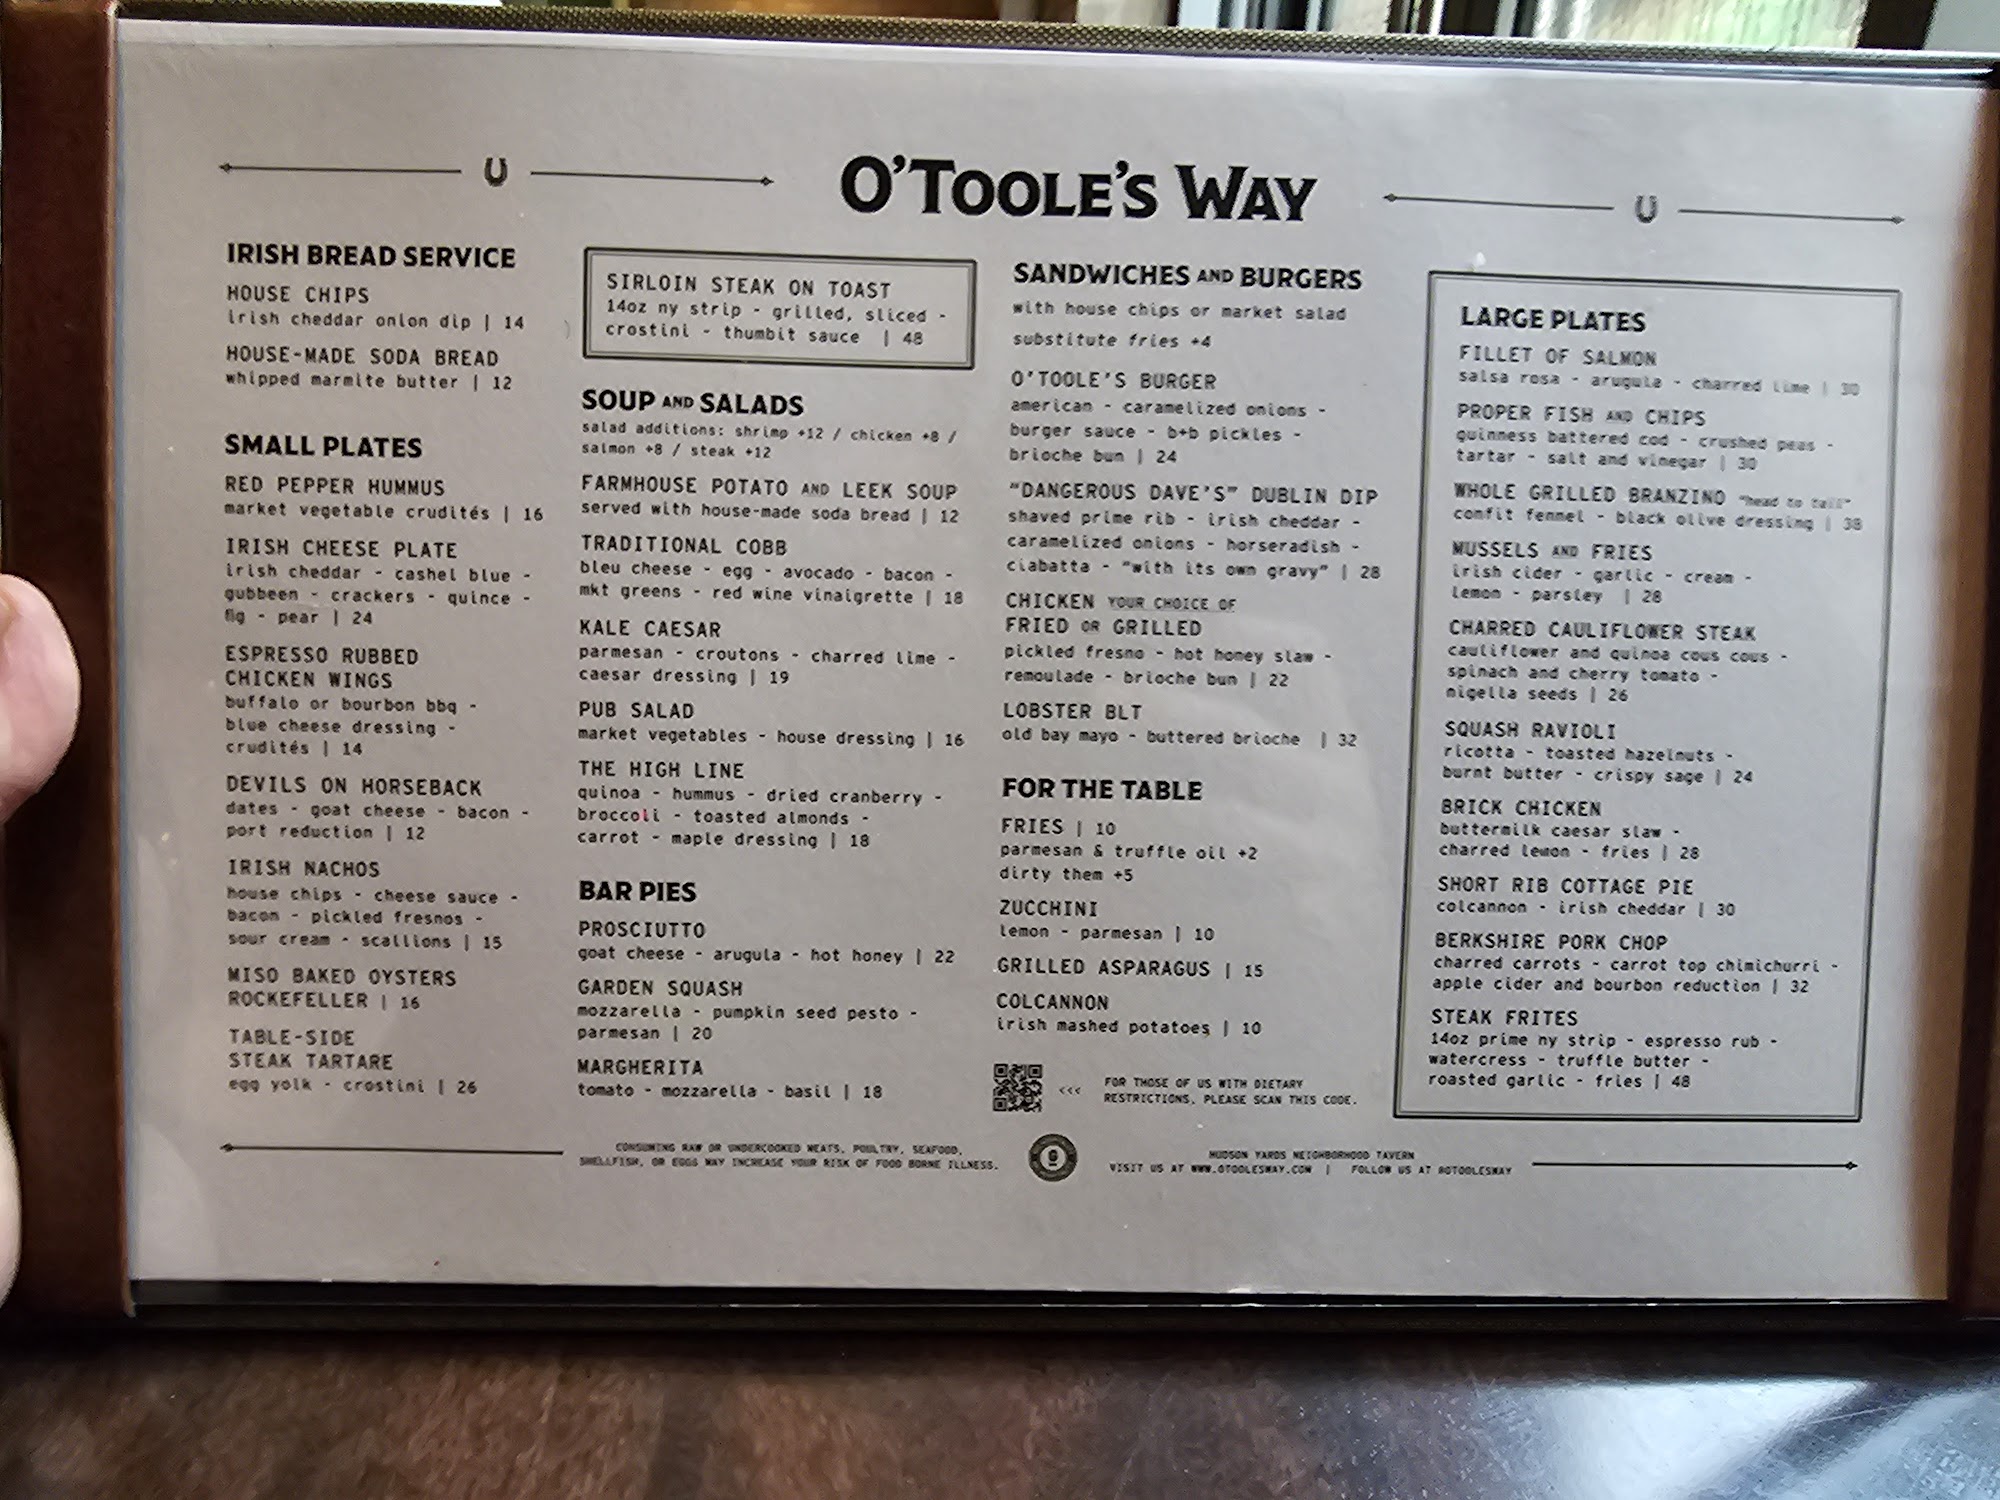 O'TOOLE'S WAY
IRISH BREAD SERVICE
HOUSE CHIPS
irish cheddar onion dip | 14
HOUSE-MADE SODA BREAD
whipped marmite butter | 12
SMALL PLATES
RED PEPPER HUMMUS
market vegetable crudités | 16
IRISH CHEESE PLATE
irish cheddar - cashel blue -
gubbeen - crackers - quince -
fig - pear | 24
ESPRESSO RUBBED
CHICKEN WINGS
buffalo or bourbon bbq -
blue cheese dressing -
crudités | 14
DEVILS ON HORSEBACK
dates - goat cheese - bacon -
port reduction | 12
IRISH NACHOS
house chips - cheese sauce -
bacon - pickled fresnos -
sour cream - scallions | 15
MISO BAKED OYSTERS
ROCKEFELLER | 16
TABLE-SIDE
STEAK TARTARE
egg yolk - crostini | 26
SIRLOIN STEAK ON TOAST
14oz ny strip - grilled, sliced -
crostini - thumbit sauce | 48
SOUP AND SALADS
salad additions: shrimp +12 / chicken +8 /
salmon +8 / steak +12
FARMHOUSE POTATO AND LEEK SOUP
served with house-made soda bread | 12
TRADITIONAL COBB
bleu cheese - egg - avocado - bacon -
mkt greens - red wine vinaigrette | 18
KALE CAESAR
parmesan - croutons - charred lime -
caesar dressing | 19
PUB SALAD
market vegetables - house dressing | 16
THE HIGH LINE
quinoa - hummus - dried cranberry -
broccoli - toasted almonds -
carrot - maple dressing | 18
BAR PIES
PROSCIUTTO
goat cheese - arugula - hot honey | 22
GARDEN SQUASH
mozzarella - pumpkin seed pesto -
parmesan | 20
MARGHERITA
tomato - mozzarella - basil | 18
SANDWICHES AND BURGERS
with house chips or market salad
substitute fries +4
O'TOOLE'S BURGER
american - caramelized onions -
burger sauce - b+b pickles -
brioche bun | 24
"DANGEROUS DAVE'S" DUBLIN DIP
shaved prime rib - irish cheddar -
caramelized onions - horseradish -
ciabatta - "with its own gravy" | 28
CHICKEN YOUR CHOICE OF
FRIED OR GRILLED
pickled fresno - hot honey slaw -
remoulade - brioche bun | 22
LOBSTER BLT
old bay mayo - buttered brioche | 32
FOR THE TABLE
FRIES | 10
parmesan & truffle oil +2
dirty them +5
ZUCCHINI
lemon - parmesan | 10
GRILLED ASPARAGUS | 15
COLCANNON
irish mashed potatoes | 10
<<< FOR THOSE OF US WITH DIETARY
RESTRICTIONS, PLEASE SCAN THIS CODE.
LARGE PLATES
FILLET OF SALMON
salsa rosa - arugula - charred lime | 30
PROPER FISH AND CHIPS
guinness battered cod - crushed peas -
tartar - salt and vinegar | 30
WHOLE GRILLED BRANZINO "head to tail"
confit fennel - black olive dressing | 38
MUSSELS AND FRIES
irish cider - garlic - cream -
lemon - parsley | 28
CHARRED CAULIFLOWER STEAK
cauliflower and quinoa cous cous -
spinach and cherry tomato -
nigella seeds | 26
SQUASH RAVIOLI
ricotta - toasted hazelnuts -
burnt butter - crispy sage | 24
BRICK CHICKEN
buttermilk caesar slaw -
charred lemon - fries | 28
SHORT RIB COTTAGE PIE
colcannon - irish cheddar | 30
BERKSHIRE PORK CHOP
charred carrots - carrot top chimichurri -
apple cider and bourbon reduction | 32
STEAK FRITES
14oz prime ny strip - espresso rub -
watercress - truffle butter -
roasted garlic - fries | 48
CONSUMING RAW OR UNDERCOOKED MEATS, POULTRY, SEAFOOD,
SHELLFISH, OR EGGS MAY INCREASE YOUR RISK OF FOOD BORNE ILLNESS.
HUDSON YARDS NEIGHBORHOOD TAVERN
VISIT US AT WWW.OTOOLESWAY.COM | FOLLOW US AT @OTOOLESWAY